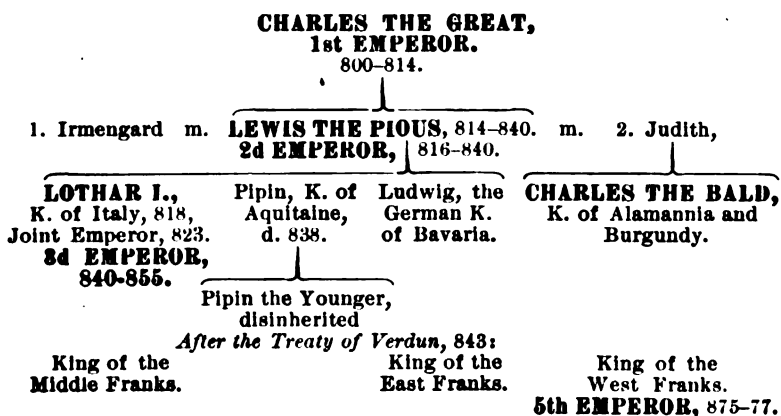 CHARLES THE GREAT,
1st EMPEROR.
800–814.
1. Irmengard m. LEWIS THE PIOUS, 814–840. m. 2. Judith,
2d EMPEROR, 816–840.
LOTHAR I., Pipin, K. of Ludwig, the CHARLES THE BALD,
K. of Italy, 818, Aquitaine, German K. K. of Alamannia and
Joint Emperor, 823. d. 838. of Bavaria. Burgundy.
3d EMPEROR,
840-855.
Pipin the Younger,
disinherited
After the Treaty of Verdun, 843:
King of the King of the King of the
Middle Franks. East Franks. West Franks.
5th EMPEROR, 875–77.